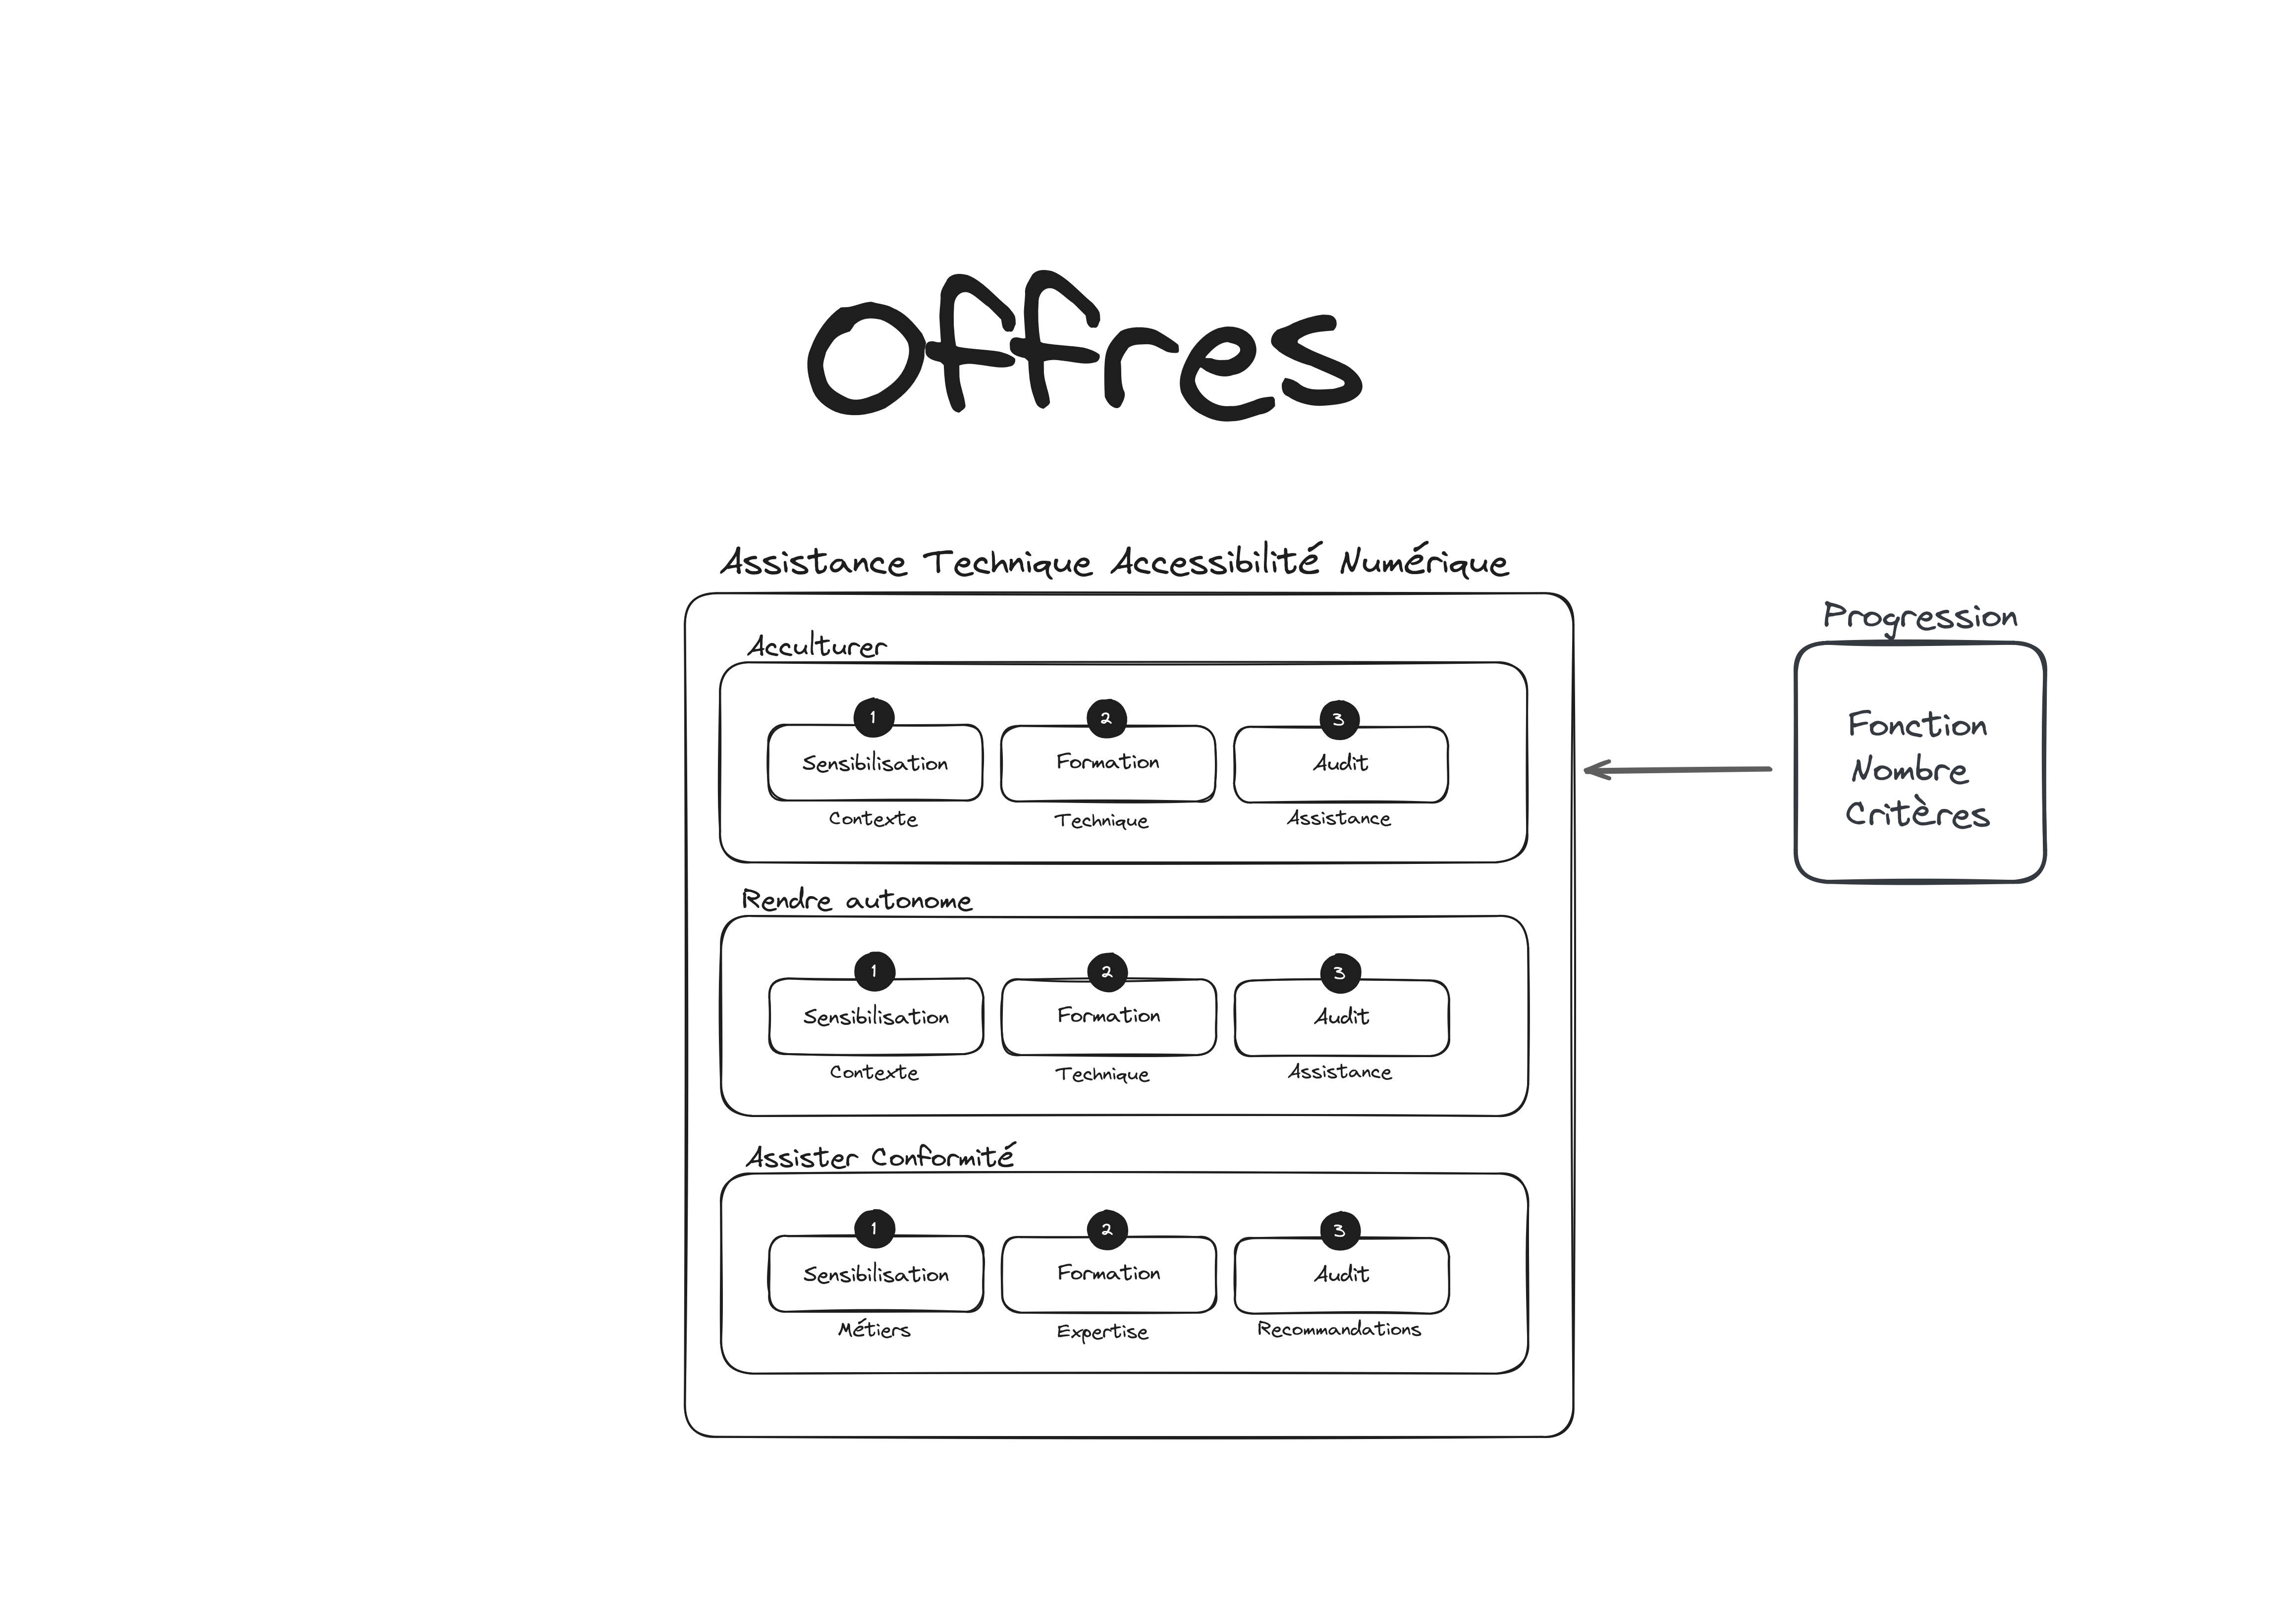 Offres
Assistance Technique Accessibilité Numérique
Acculturer
1
Sensibilisation
Contexte
2
Formation
Technique
3
Audit
Assistance
Rendre autonome
1
Sensibilisation
Contexte
2
Formation
Technique
3
Audit
Assistance
Assister Conformité
1
Sensibilisation
Métiers
2
Formation
Expertise
3
Audit
Recommandations
Progression
Fonction
Nombre
Critères